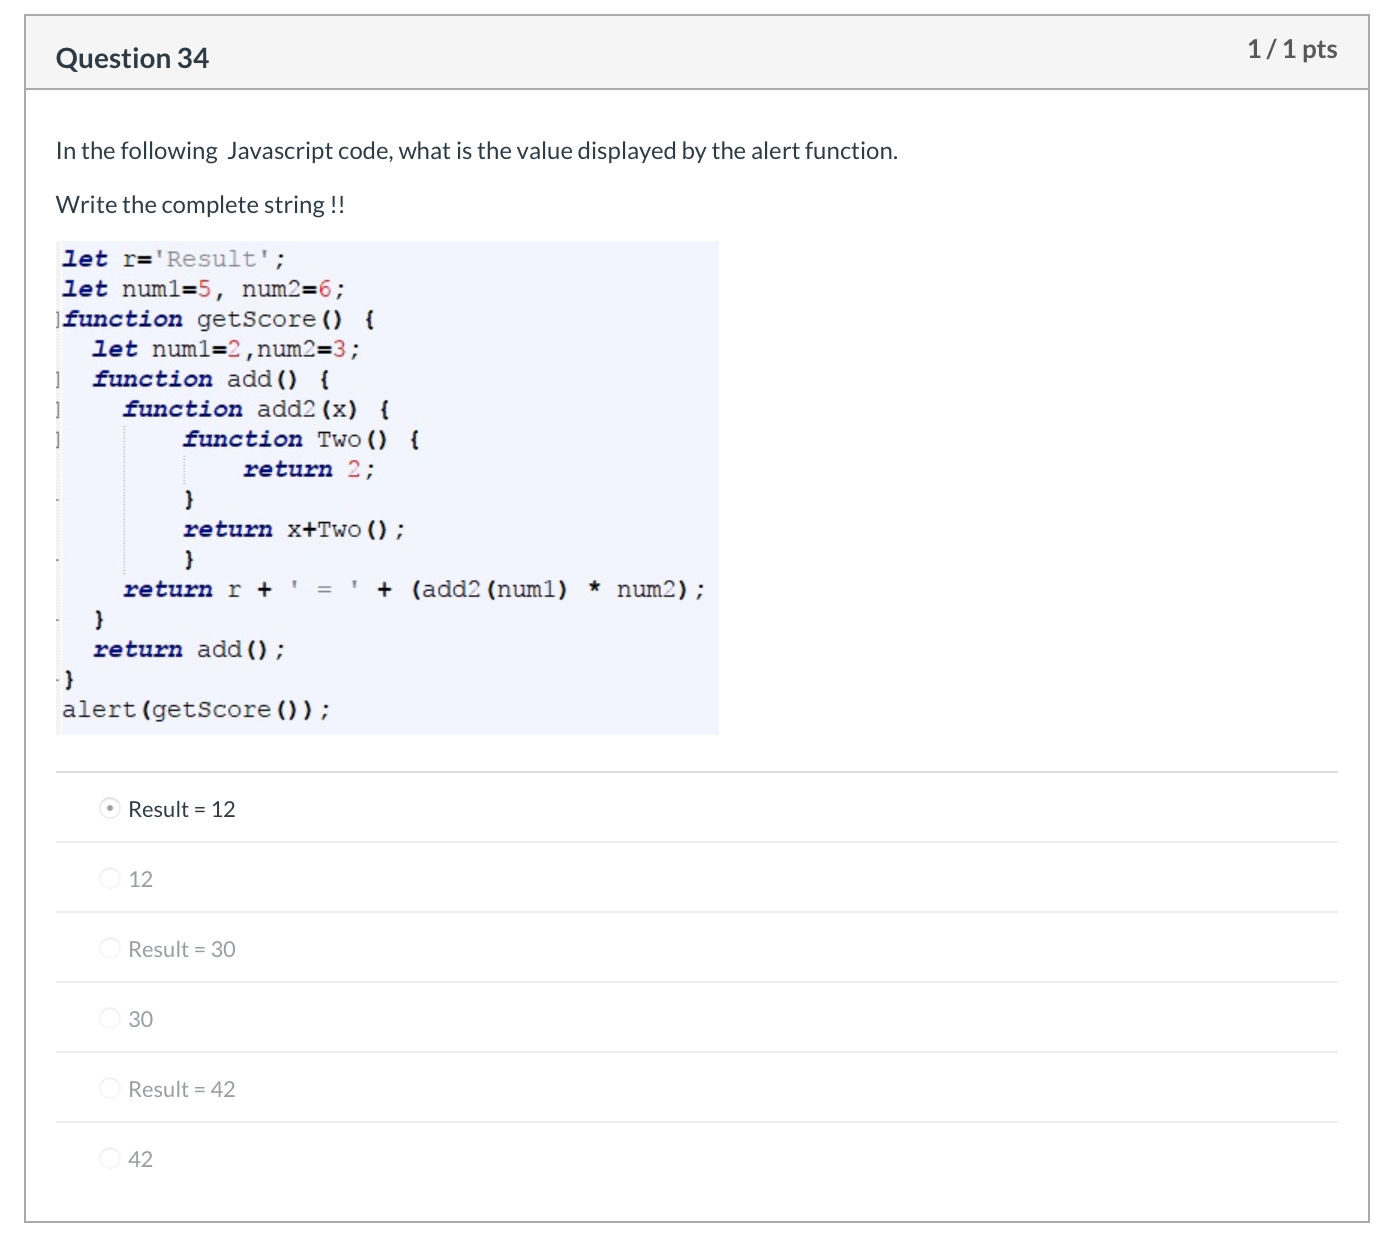 Question 34
1 / 1 pts
In the following  Javascript code, what is the value displayed by the alert function.
Write the complete string !!
let r='Result';
let num1=5, num2=6;
function getScore() {
  let num1=2,num2=3;
  function add() {
    function add2(x) {
        function Two() {
            return 2;
        }
        return x+Two();
        }
    return r + ' = ' + (add2(num1) * num2);
  }
  return add();
}
alert(getScore());
Result = 12
12
Result = 30
30
Result = 42
42